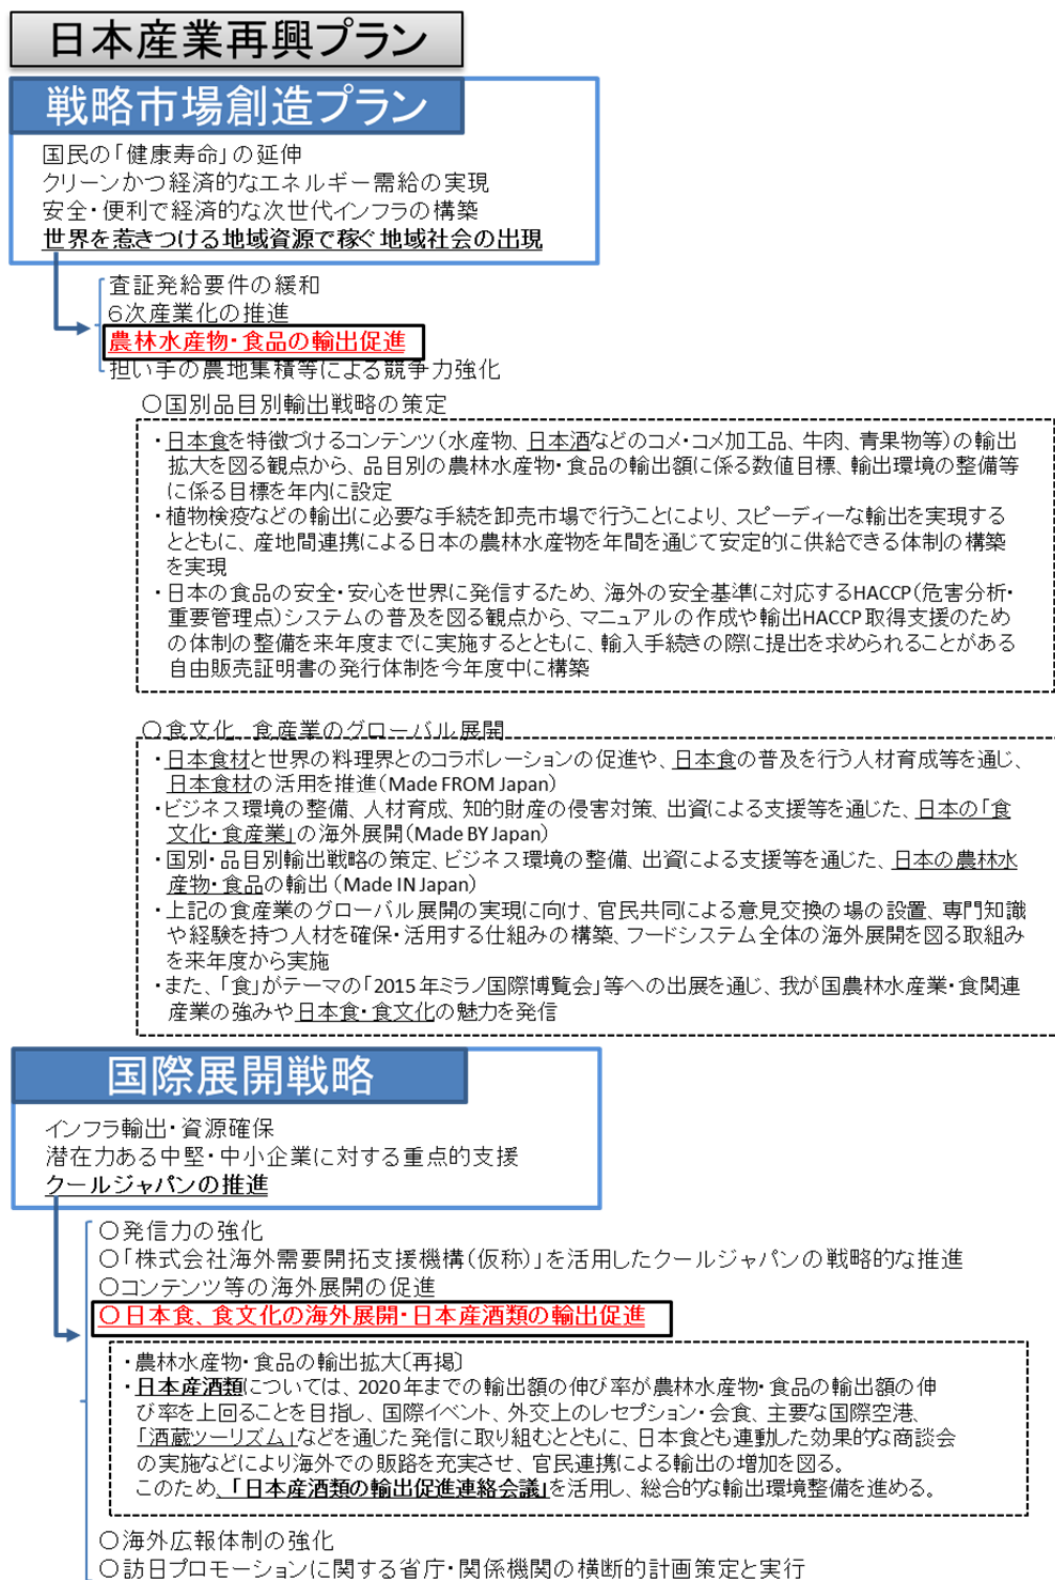 日本産業再興プラン
戦略市場創造プラン
国民の「健康寿命」の延伸
クリーンかつ経済的なエネルギー需給の実現
安全・便利で経済的な次世代インフラの構築
世界を惹きつける地域資源で稼ぐ地域社会の出現
査証発給要件の緩和
6次産業化の推進
農林水産物・食品の輸出促進
担い手の農地集積等による競争力強化
○国別品目別輸出戦略の策定
・日本食を特徴づけるコンテンツ(水産物、日本酒などのコメ・コメ加工品、牛肉、青果物等)の輸出
拡大を図る観点から、品目別の農林水産物・食品の輸出額に係る数値目標、輸出環境の整備等
に係る目標を年内に設定
・植物検疫などの輸出に必要な手続を卸売市場で行うことにより、スピーディーな輸出を実現する
とともに、産地間連携による日本の農林水産物を年間を通じて安定的に供給できる体制の構築
を実現
・日本の食品の安全・安心を世界に発信するため、海外の安全基準に対応するHACCP(危害分析・
重要管理点)システムの普及を図る観点から、マニュアルの作成や輸出HACCP取得支援のため
の体制の整備を来年度までに実施するとともに、輸入手続きの際に提出を求められることがある
自由販売証明書の発行体制を今年度中に構築
○食文化、食産業のグローバル展開
・日本食材と世界の料理界とのコラボレーションの促進や、日本食の普及を行う人材育成等を通じ、
日本食材の活用を推進(Made FROM Japan)
・ビジネス環境の整備、人材育成、知的財産の侵害対策、出資による支援等を通じた、日本の「食
文化・食産業」の海外展開(Made BY Japan)
・国別・品目別輸出戦略の策定、ビジネス環境の整備、出資による支援等を通じた、日本の農林水
産物・食品の輸出(Made IN Japan)
・上記の食産業のグローバル展開の実現に向け、官民共同による意見交換の場の設置、専門知識
や経験を持つ人材を確保・活用する仕組みの構築、フードシステム全体の海外展開を図る取組み
を来年度から実施
・また、「食」がテーマの「2015年ミラノ国際博覧会」等への出展を通じ、我が国農林水産業・食関連
産業の強みや日本食・食文化の魅力を発信
国際展開戦略
インフラ輸出・資源確保
潜在力ある中堅・中小企業に対する重点的支援
クールジャパンの推進
○発信力の強化
○「株式会社海外需要開拓支援機構(仮称)」を活用したクールジャパンの戦略的な推進
○コンテンツ等の海外展開の促進
○日本食、食文化の海外展開・日本産酒類の輸出促進
・農林水産物・食品の輸出拡大〔再掲〕
・日本産酒類については、2020年までの輸出額の伸び率が農林水産物・食品の輸出額の伸
び率を上回ることを目指し、国際イベント、外交上のレセプション・会食、主要な国際空港、
「酒蔵ツーリズム」などを通じた発信に取り組むとともに、日本食とも連動した効果的な商談会
の実施などにより海外での販路を充実させ、官民連携による輸出の増加を図る。
このため、「日本産酒類の輸出促進連絡会議」を活用し、総合的な輸出環境整備を進める。
○海外広報体制の強化
○訪日プロモーションに関する省庁・関係機関の横断的計画策定と実行